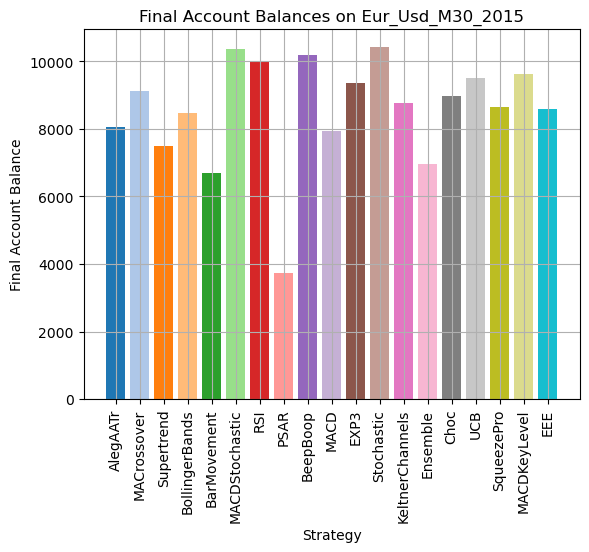 Final Account Balances on Eur_Usd_M30_2015
Final Account Balance
10000
8000
6000
4000
2000
0
AlegAATr
MACrossover
Supertrend
BollingerBands
BarMovement
MACDStochastic
RSI
PSAR
BeepBoop
MACD
EXP3
Stochastic
KeltnerChannels
Ensemble
Choc
UCB
SqueezePro
MACDKeyLevel
EEE
Strategy